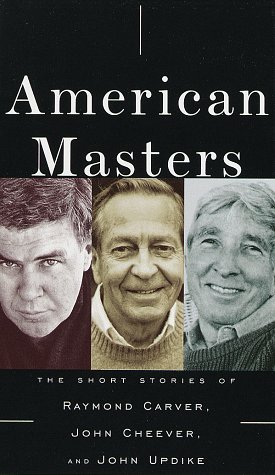 American
Masters
THE SHORT STORIES OF
RAYMOND CARVER,
JOHN CHEEVER,
AND JOHN UPDIKE